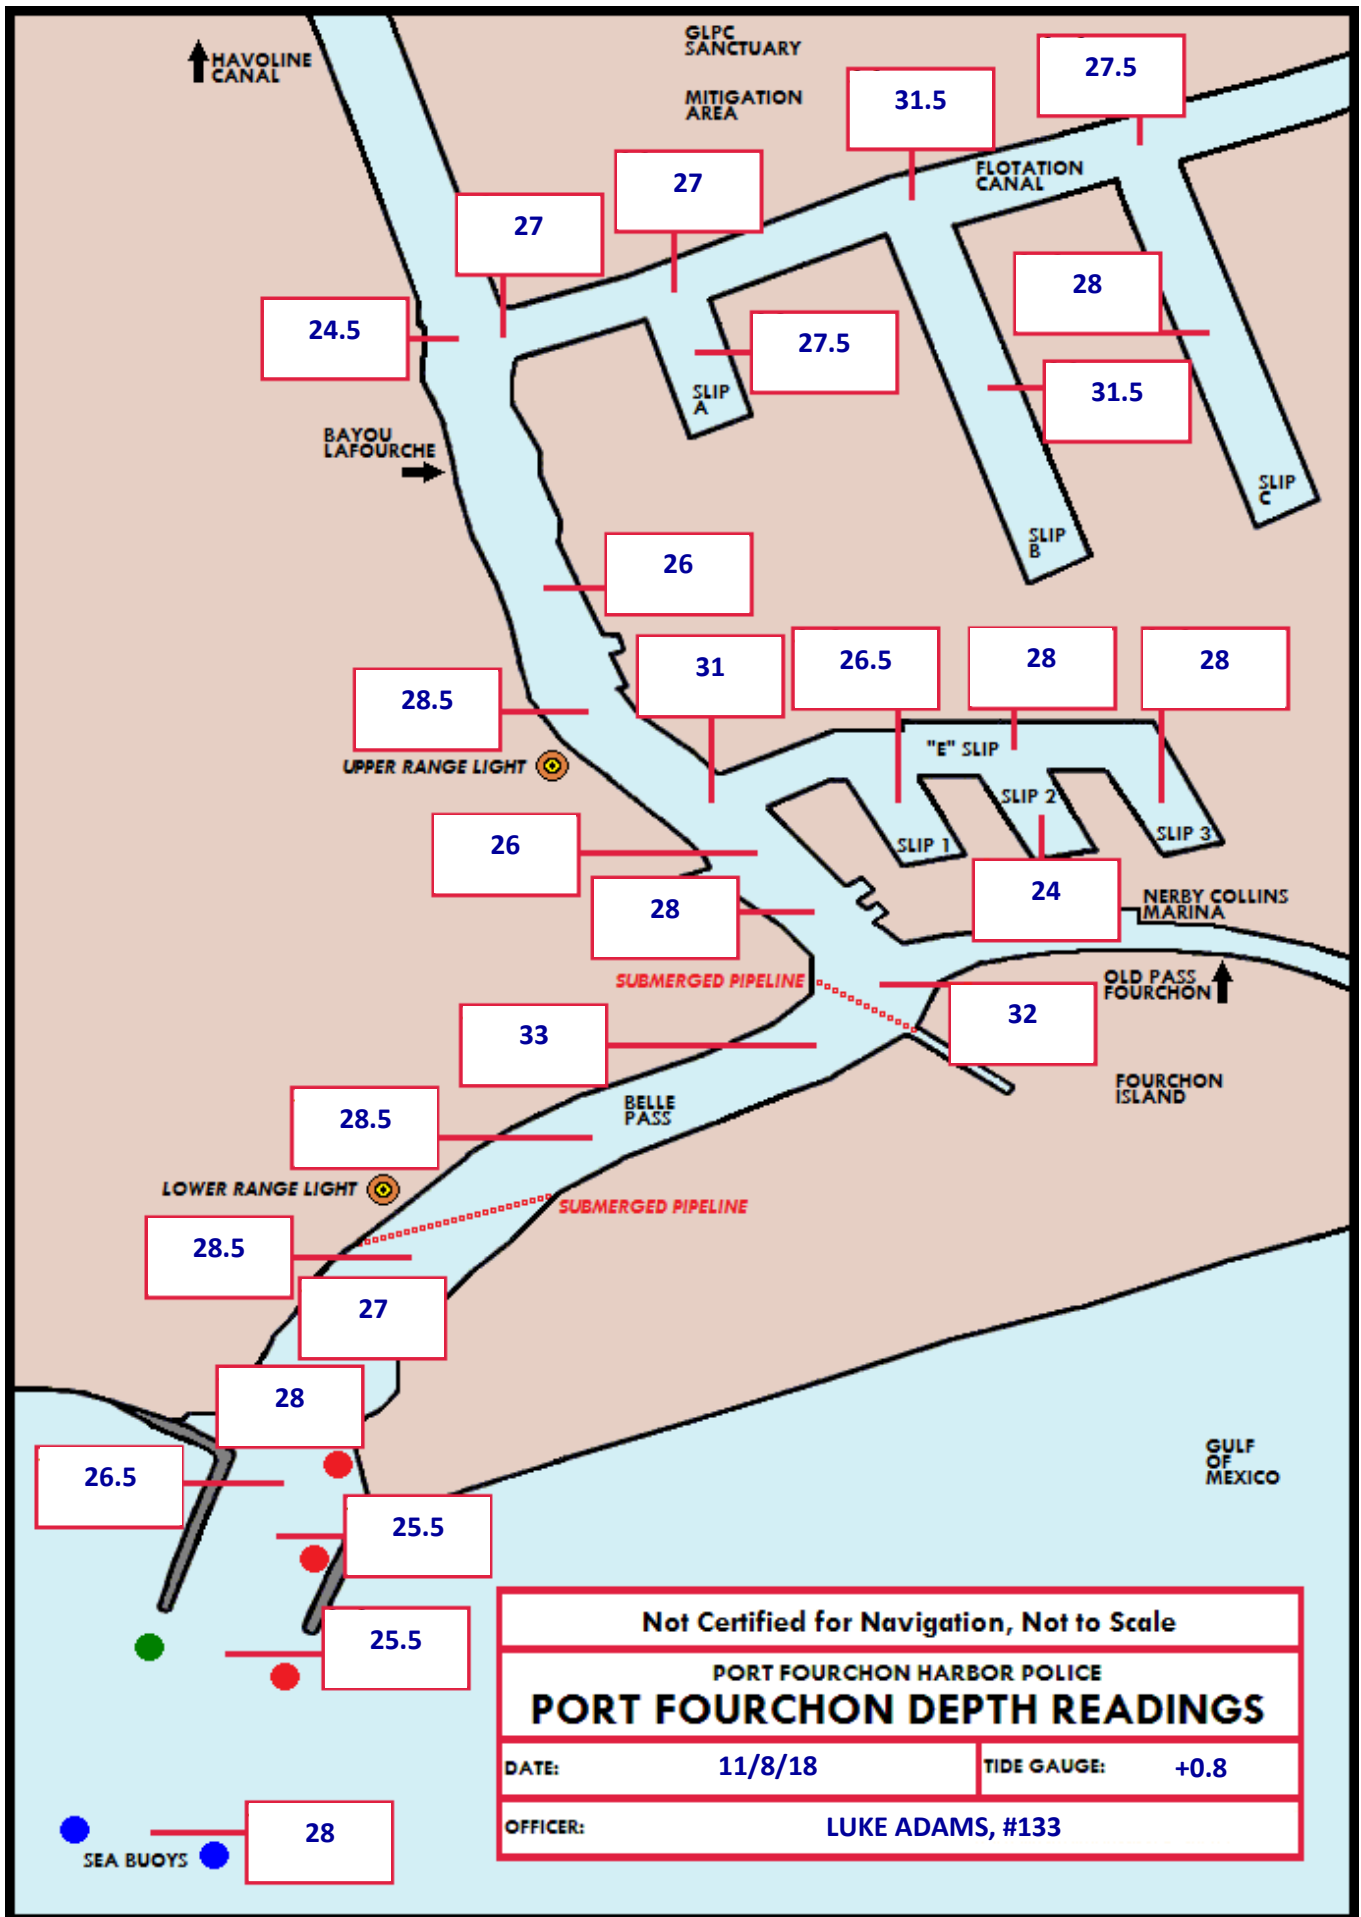 GLPC
SANCTUARY
HAVOLINE
CANAL
27.5
MITIGATION
AREA
31.5
FLOTATION
CANAL
27
27
28
24.5
27.5
SLIP
A
31.5
BAYOU
LAFOURCHE
SLIP
C
SLIP
B
26
31
26.5
28
28
28.5
"E" SLIP
UPPER RANGE LIGHT
SLIP 2
SLIP 1
SLIP 3
26
24
28
NERBY COLLINS
MARINA
SUBMERGED PIPELINE
OLD PASS
FOURCHON
32
33
FOURCHON
ISLAND
BELLE
PASS
28.5
LOWER RANGE LIGHT
SUBMERGED PIPELINE
28.5
27
28
GULF
OF
MEXICO
26.5
25.5
25.5
Not Certified for Navigation, Not to Scale
PORT FOURCHON HARBOR POLICE
PORT FOURCHON DEPTH READINGS
DATE: 11/8/18 TIDE GAUGE: +0.8
OFFICER: LUKE ADAMS, #133
28
SEA BUOYS